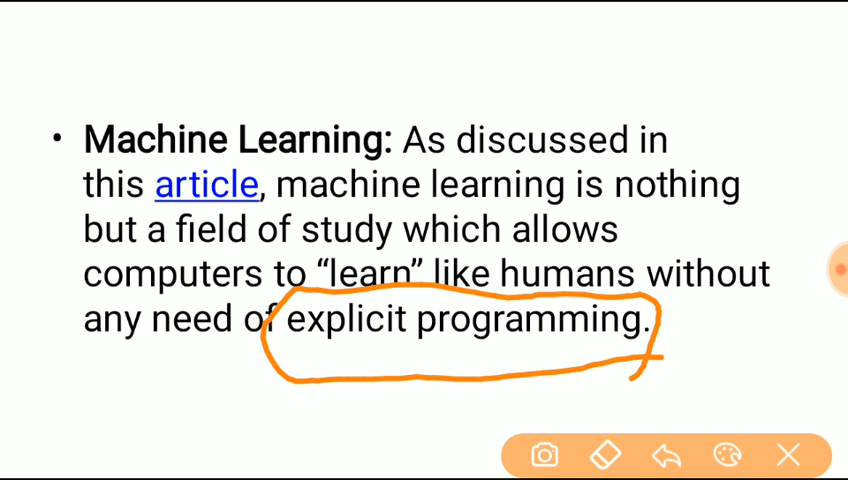 • Machine Learning: As discussed in
this article, machine learning is nothing
but a field of study which allows
computers to “learn” like humans without
any need of explicit programming.